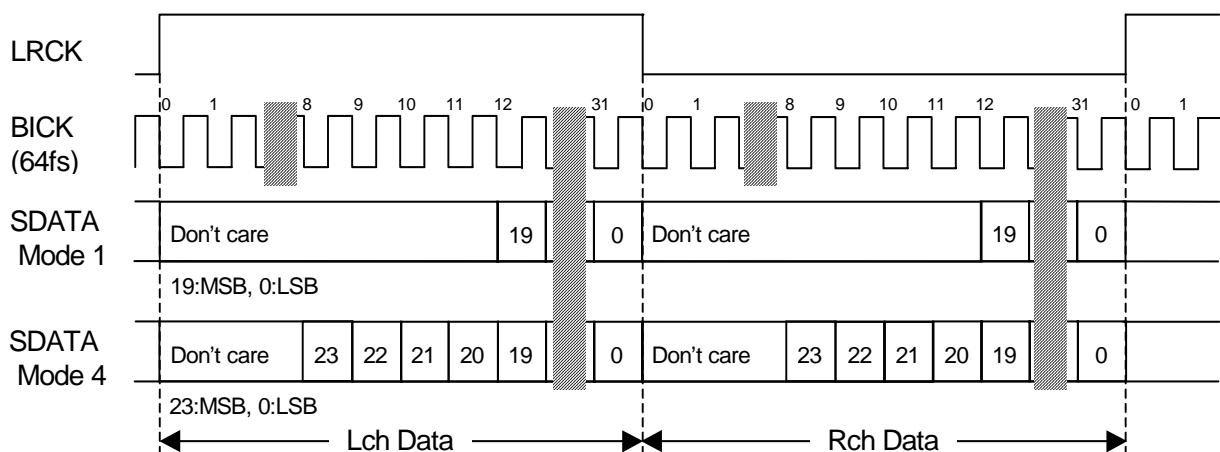 LRCK
0 1 8 9 10 11 12 31 0 1 8 9 10 11 12 31 0 1
BICK
(64fs)
SDATA
Mode 1
Don't care 19 0 Don't care 19 0
19:MSB, 0:LSB
SDATA
Mode 4
Don't care 23 22 21 20 19 0 Don't care 23 22 21 20 19 0
23:MSB, 0:LSB
Lch Data Rch Data